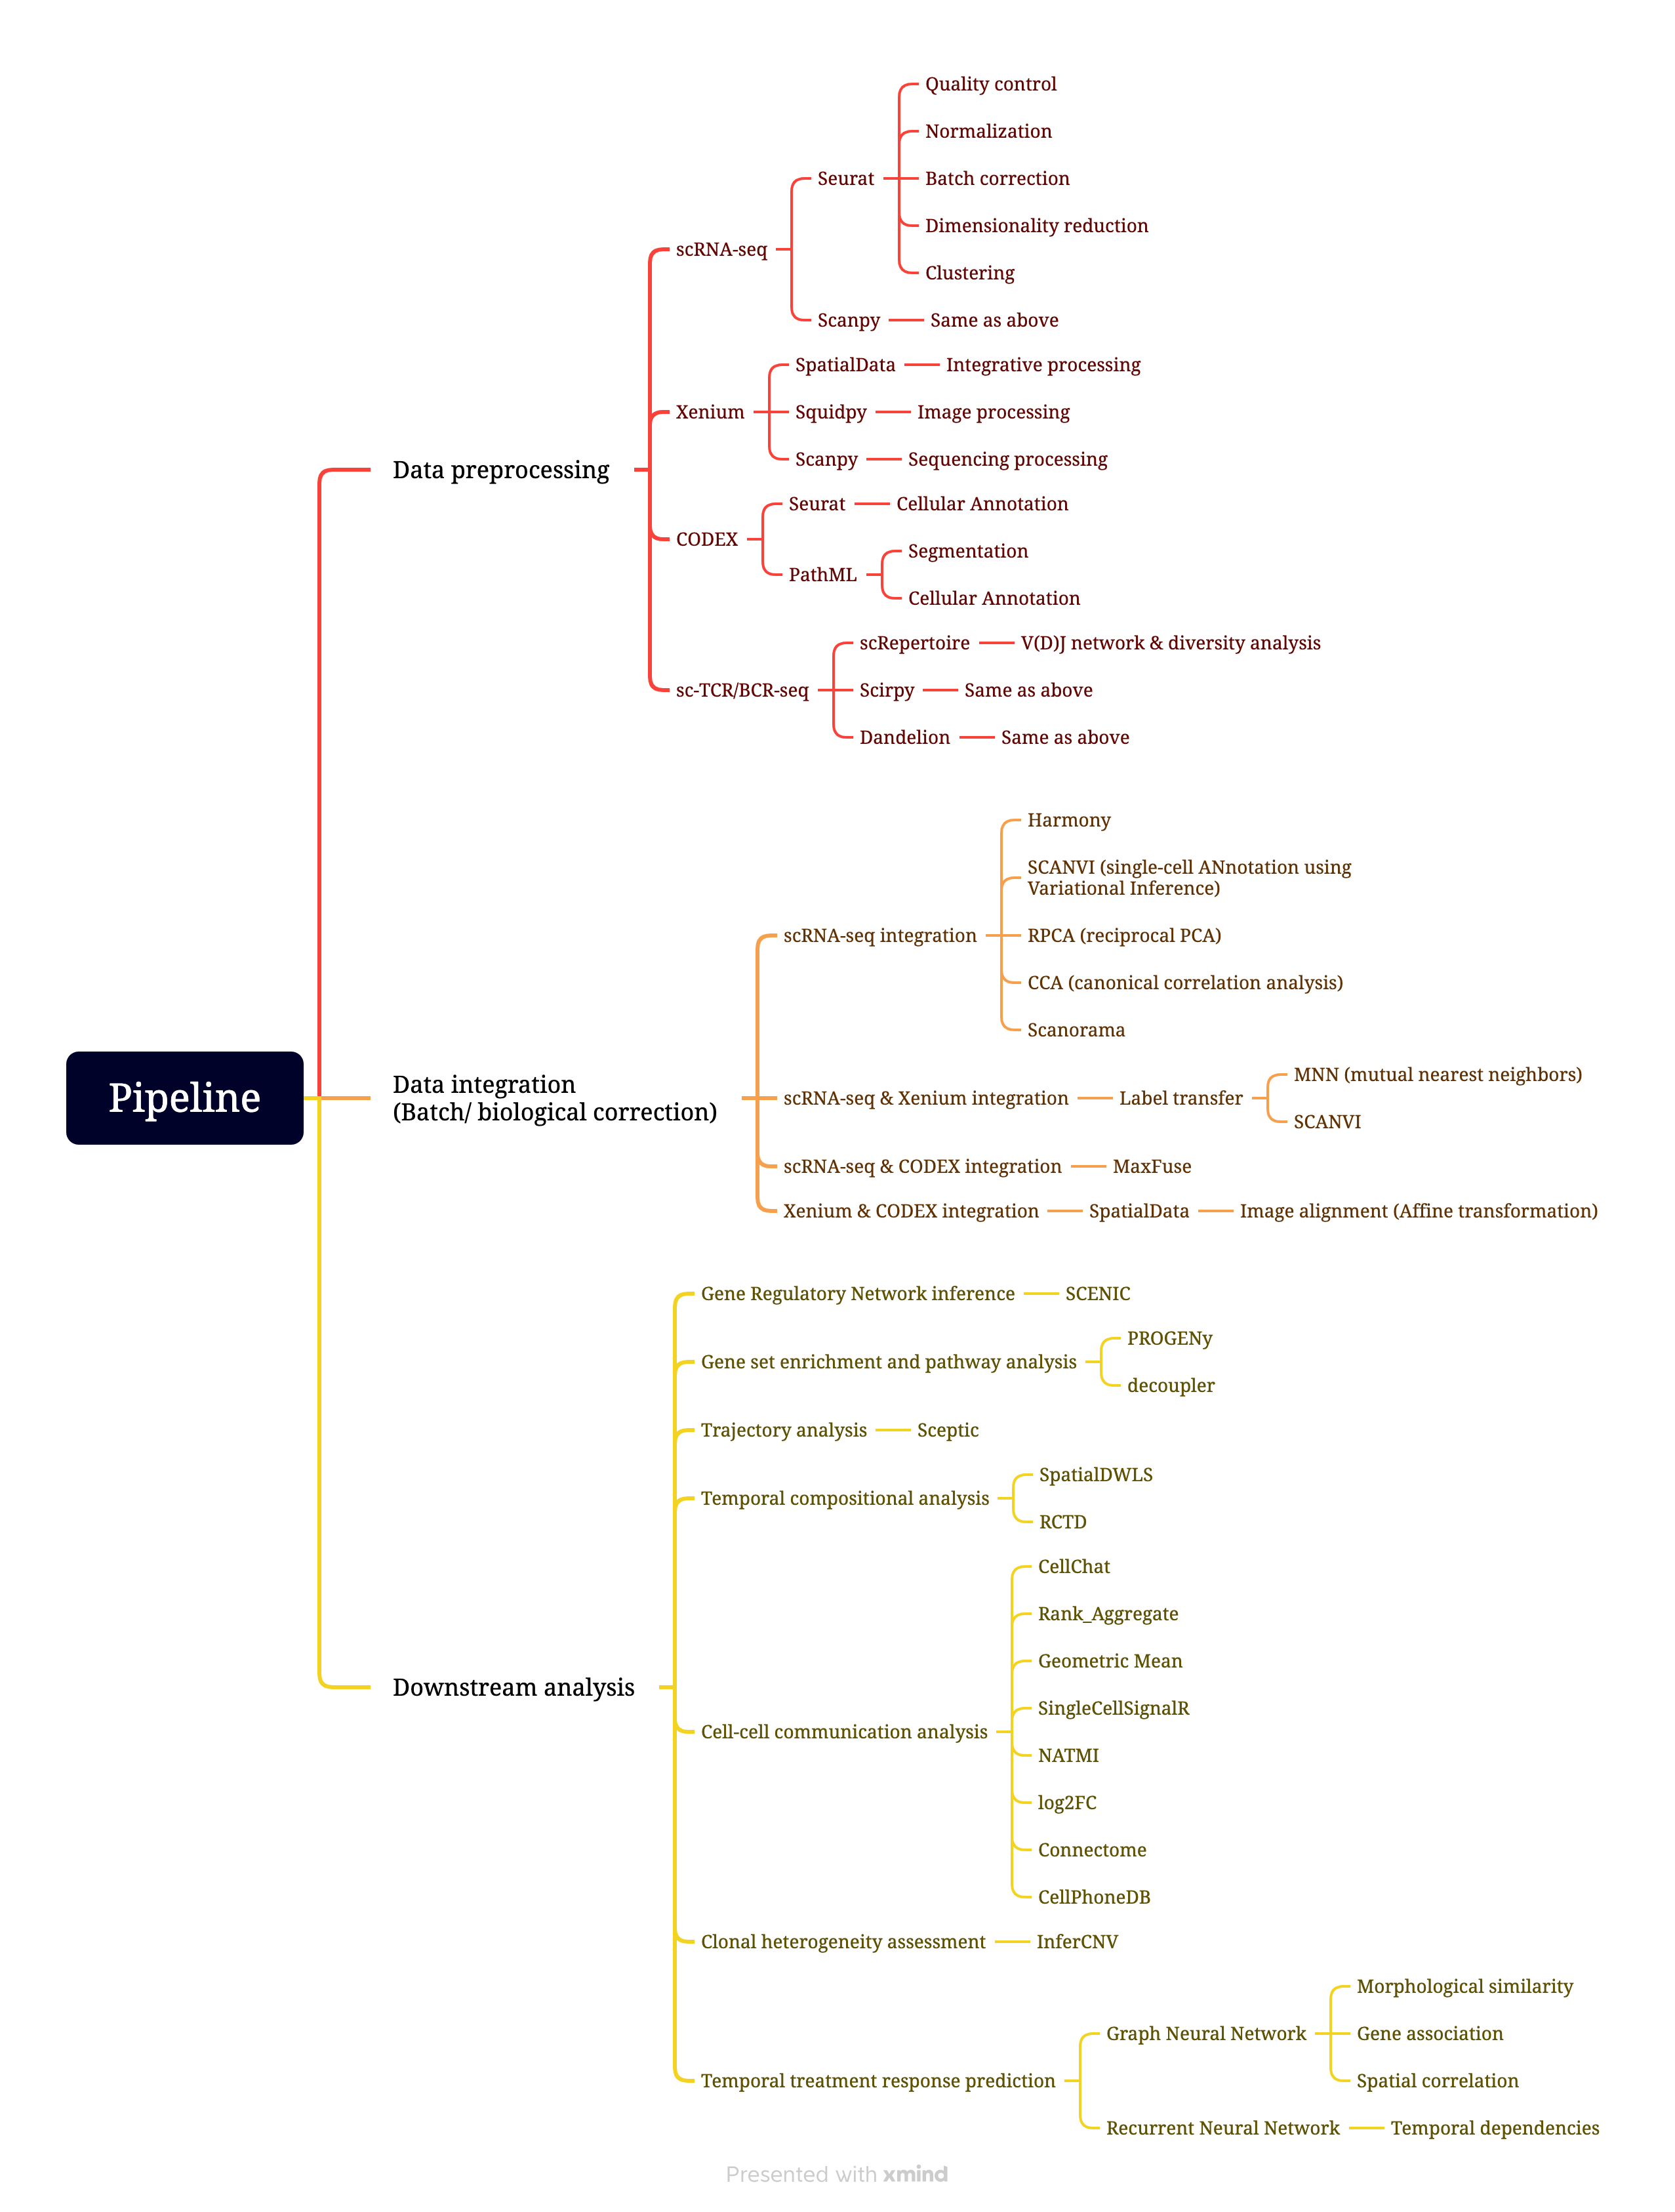 Pipeline
Data preprocessing
scRNA-seq
Seurat
Quality control
Normalization
Batch correction
Dimensionality reduction
Clustering
Scanpy
Same as above
Xenium
SpatialData
Integrative processing
Squidpy
Image processing
Scanpy
Sequencing processing
CODEX
Seurat
Cellular Annotation
PathML
Segmentation
Cellular Annotation
sc-TCR/BCR-seq
scRepertoire
V(D)J network & diversity analysis
Scirpy
Same as above
Dandelion
Same as above
Data integration
(Batch/ biological correction)
scRNA-seq integration
Harmony
SCANVI (single-cell ANnotation using
Variational Inference)
RPCA (reciprocal PCA)
CCA (canonical correlation analysis)
Scanorama
scRNA-seq & Xenium integration
Label transfer
MNN (mutual nearest neighbors)
SCANVI
scRNA-seq & CODEX integration
MaxFuse
Xenium & CODEX integration
SpatialData
Image alignment (Affine transformation)
Downstream analysis
Gene Regulatory Network inference
SCENIC
Gene set enrichment and pathway analysis
PROGENy
decoupler
Trajectory analysis
Sceptic
Temporal compositional analysis
SpatialDWLS
RCTD
Cell-cell communication analysis
CellChat
Rank_Aggregate
Geometric Mean
SingleCellSignalR
NATMI
log2FC
Connectome
CellPhoneDB
Clonal heterogeneity assessment
InferCNV
Temporal treatment response prediction
Graph Neural Network
Morphological similarity
Gene association
Spatial correlation
Recurrent Neural Network
Temporal dependencies
Presented with xmind